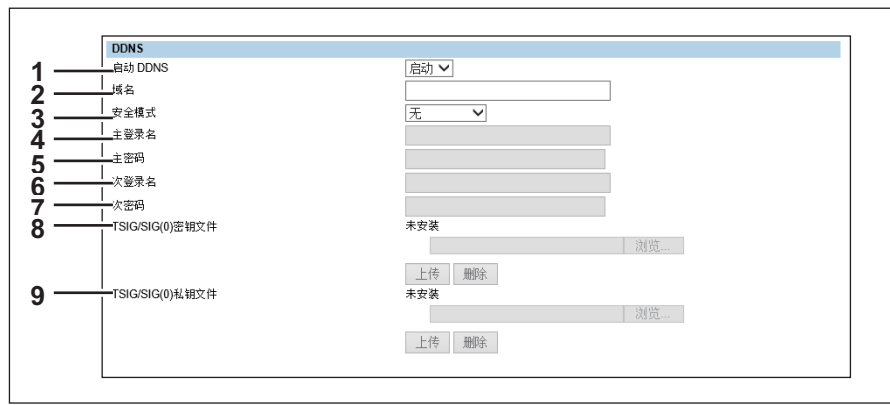 DDNS
1 启动 DDNS 启动
2 域名
3 安全模式 无
4 主登录名
5 主密码
6 次登录名
7 次密码
8 TSIG/SIG(0)密钥文件 未安装
浏览...
上传 删除
9 TSIG/SIG(0)私钥文件 未安装
浏览...
上传 删除